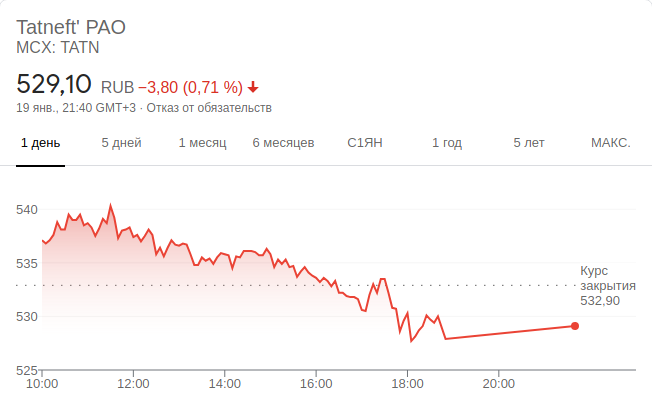 Tatneft' PAO
MCX: TATN
529,10 RUB −3,80 (0,71 %)
19 янв., 21:40 GMT+3 · Отказ от обязательств
1 день 5 дней 1 месяц 6 месяцев С1ЯН 1 год 5 лет МАКС.
540
535
Курс
закрытия
532,90
530
525
10:00 12:00 14:00 16:00 18:00 20:00